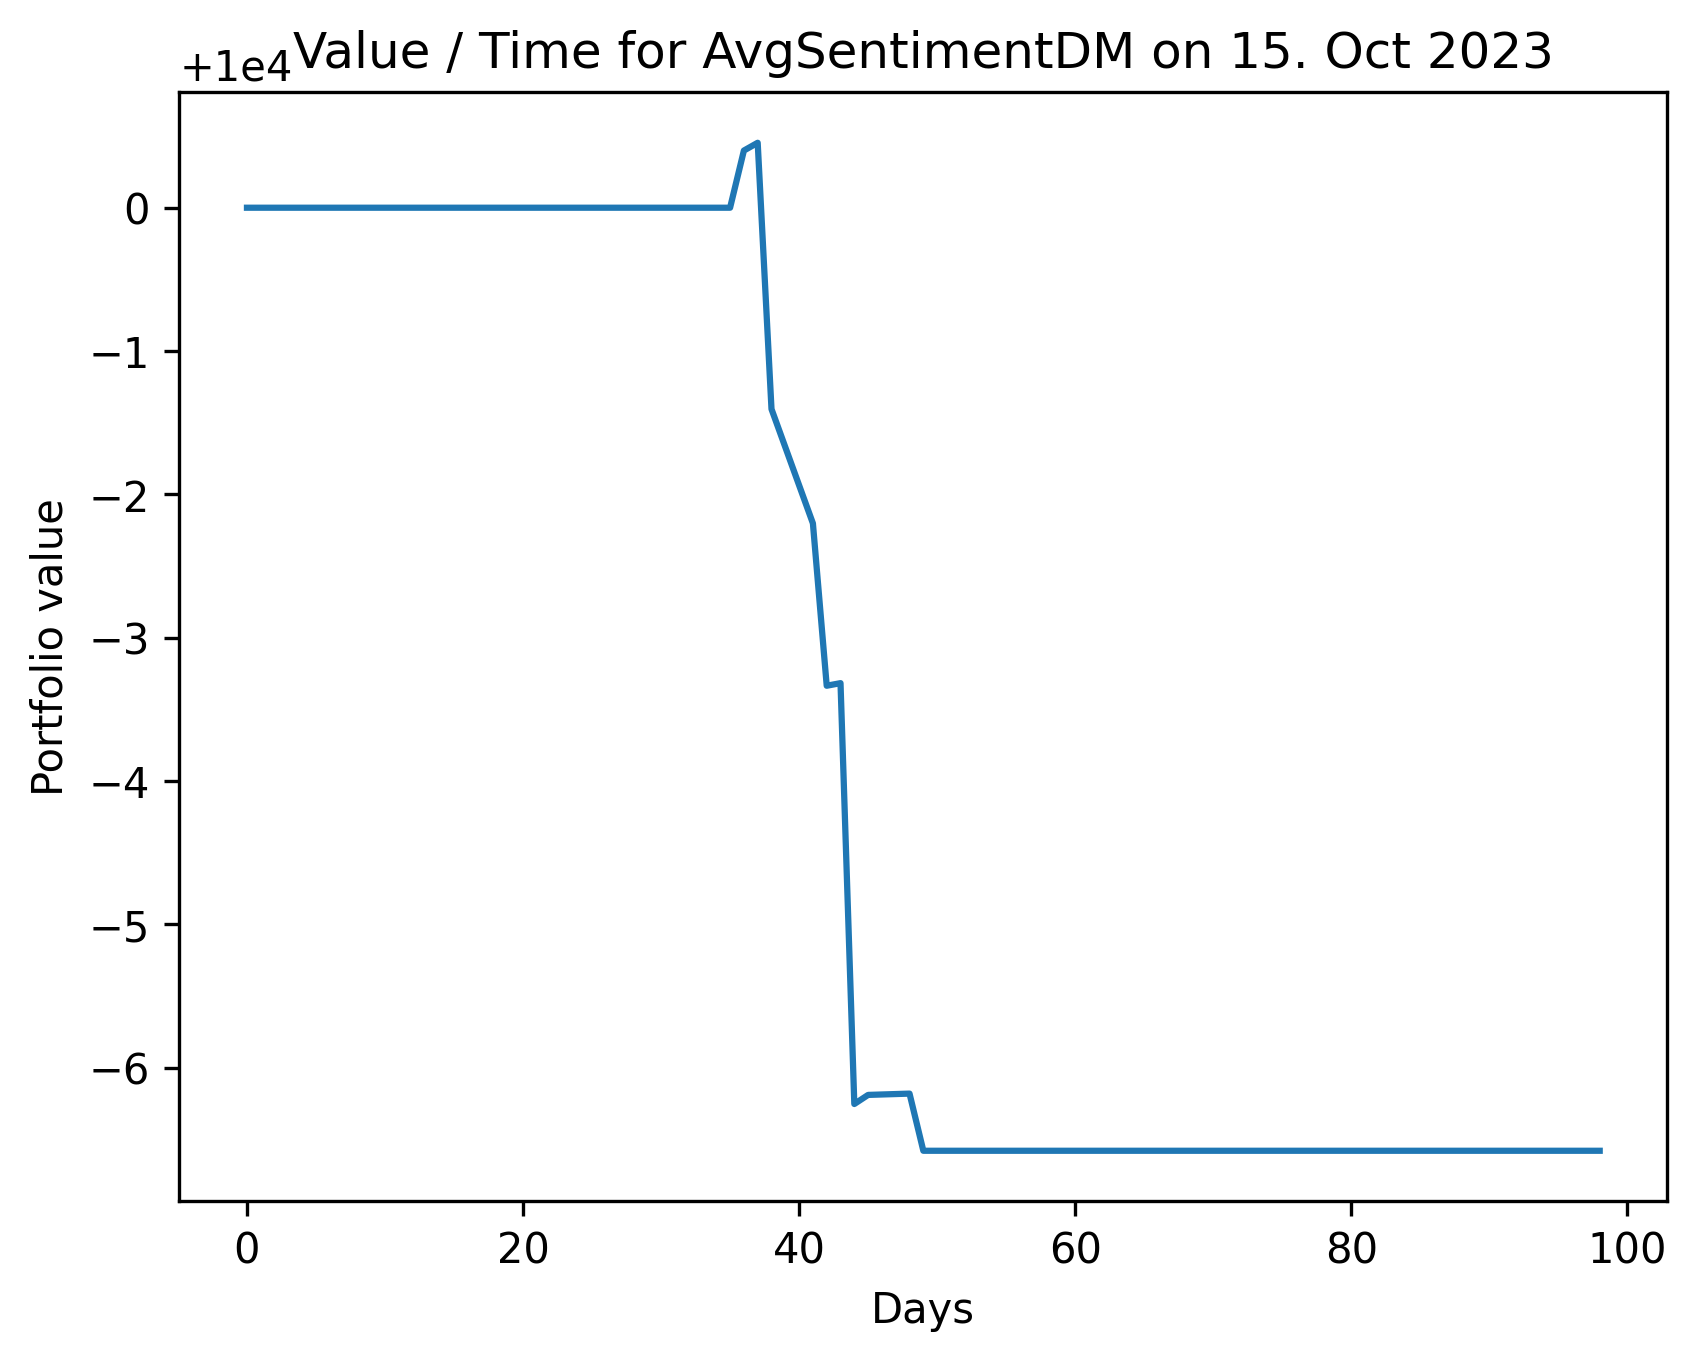 Value / Time for AvgSentimentDM on 15. Oct 2023
+1e4
0
−1
−2
−3
−4
−5
−6
Portfolio value
0 20 40 60 80 100
Days